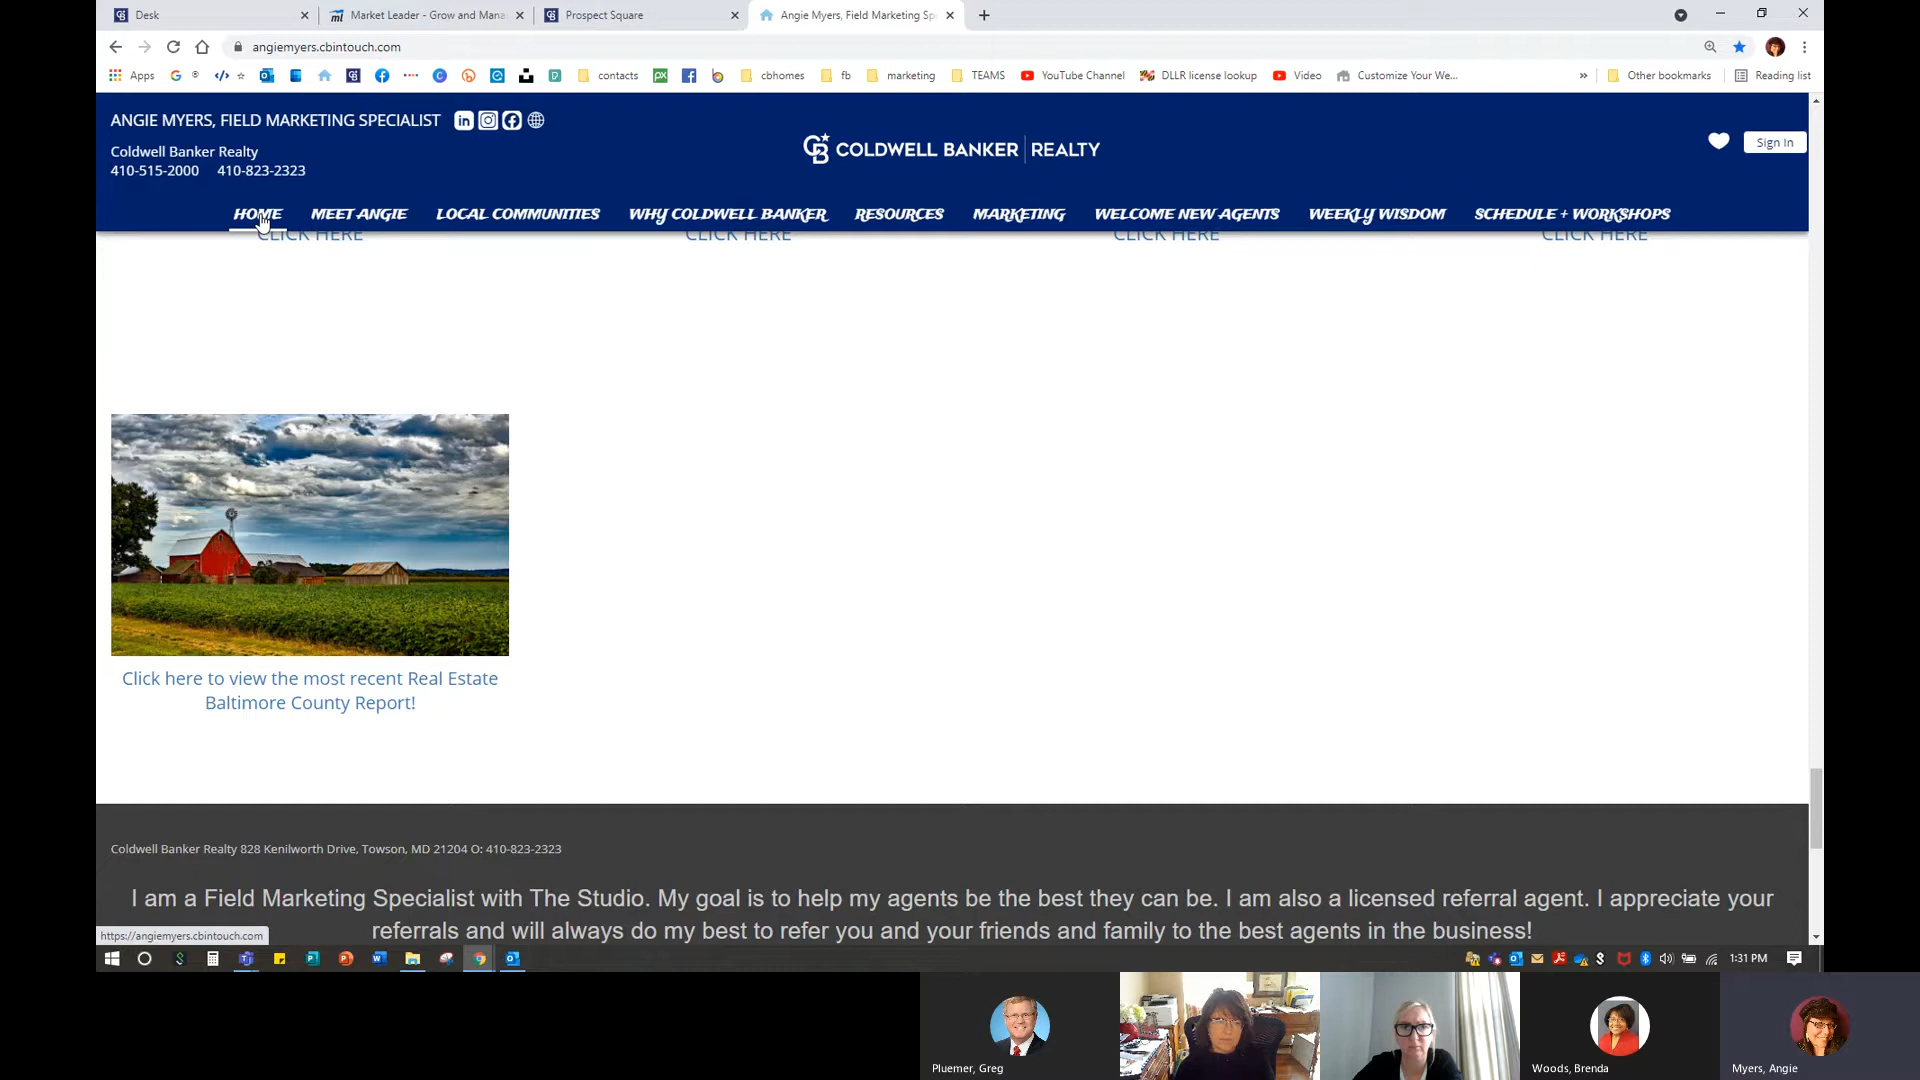 Desk
Market Leader - Grow and Mana
Prospect Square
Angie Myers, Field Marketing Sp
angiemyers.cbintouch.com
Apps
contacts
cbhomes
fb
marketing
TEAMS
YouTube Channel
DLLR license lookup
Video
Customize Your We...
»
Other bookmarks
Reading list
ANGIE MYERS, FIELD MARKETING SPECIALIST
Coldwell Banker Realty
410-515-2000 410-823-2323
COLDWELL BANKER | REALTY
Sign In
HOME MEET ANGIE LOCAL COMMUNITIES WHY COLDWELL BANKER RESOURCES MARKETING WELCOME NEW AGENTS WEEKLY WISDOM SCHEDULE + WORKSHOPS
CLICK HERE CLICK HERE CLICK HERE CLICK HERE
Click here to view the most recent Real Estate
Baltimore County Report!
Coldwell Banker Realty 828 Kenilworth Drive, Towson, MD 21204 O: 410-823-2323
I am a Field Marketing Specialist with The Studio. My goal is to help my agents be the best they can be. I am also a licensed referral agent. I appreciate your
referrals and will always do my best to refer you and your friends and family to the best agents in the business!
https://angiemyers.cbintouch.com
1:31 PM
Pluemer, Greg
Woods, Brenda
Myers, Angie